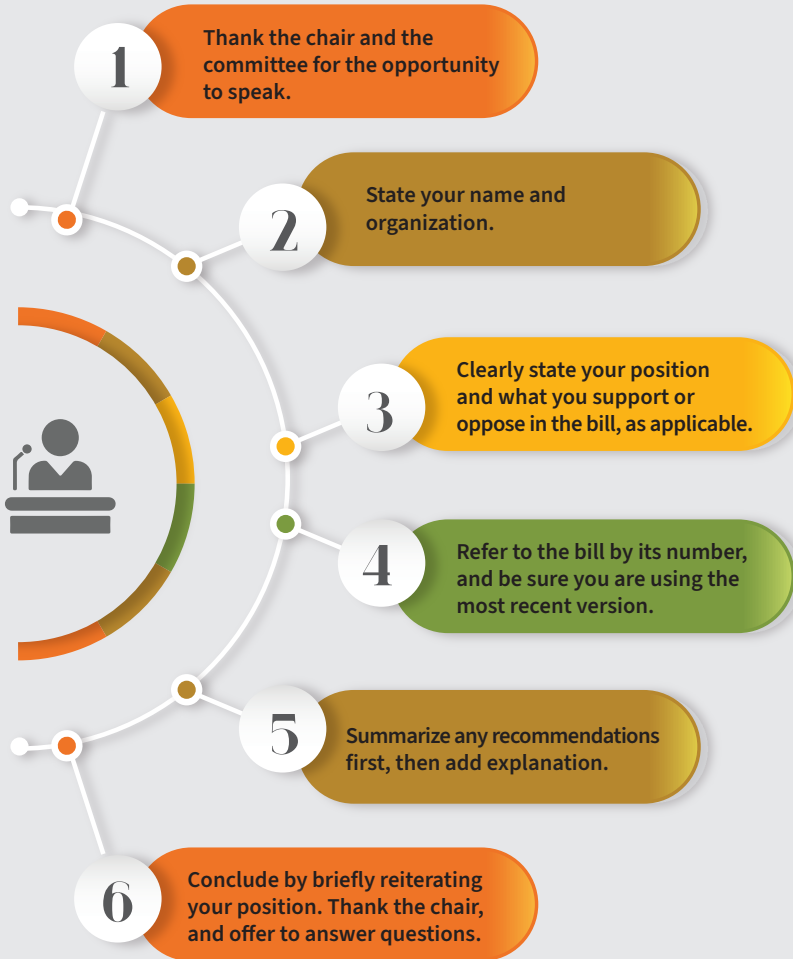 1
Thank the chair and the
committee for the opportunity
to speak.
2
State your name and
organization.
3
Clearly state your position
and what you support or
oppose in the bill, as applicable.
4
Refer to the bill by its number,
and be sure you are using the
most recent version.
5
Summarize any recommendations
first, then add explanation.
6
Conclude by briefly reiterating
your position. Thank the chair,
and offer to answer questions.